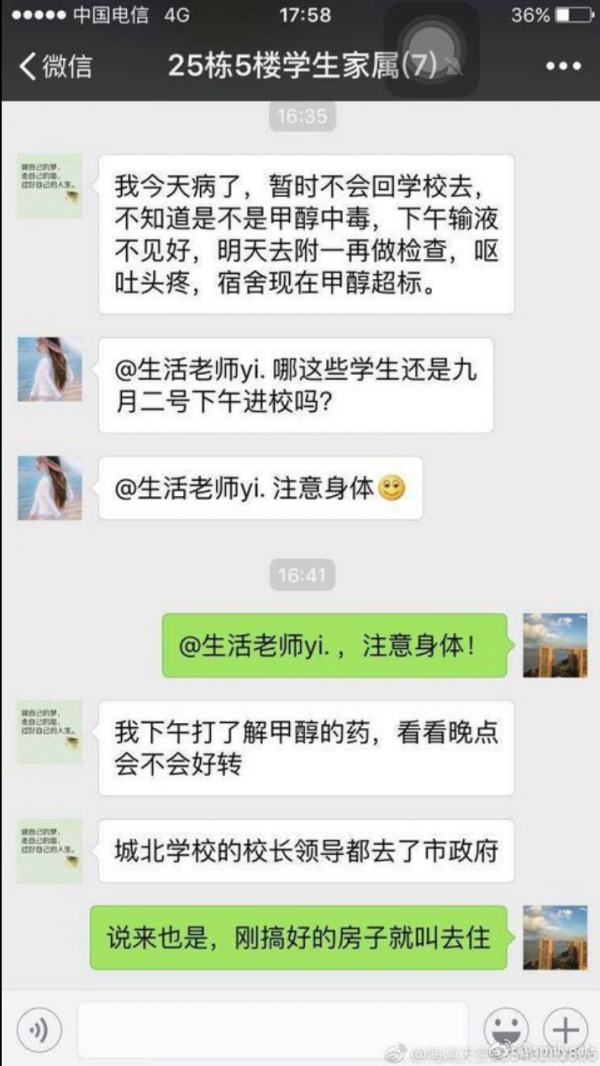 中国电信 4G 17:58 36%
微信 25栋5楼学生家属(7)
16:35
我今天病了，暂时不会回学校去，
不知道是不是甲醇中毒，下午输液
不见好，明天去附一再做检查，呕
吐头疼，宿舍现在甲醇超标。
@生活老师yi. 哪这些学生还是九
月二号下午进校吗？
@生活老师yi. 注意身体
16:41
@生活老师yi. ，注意身体！
我下午打了解甲醇的药，看看晚点
会不会好转
城北学校的校长领导都去了市政府
说来也是，刚搞好的房子就叫去住